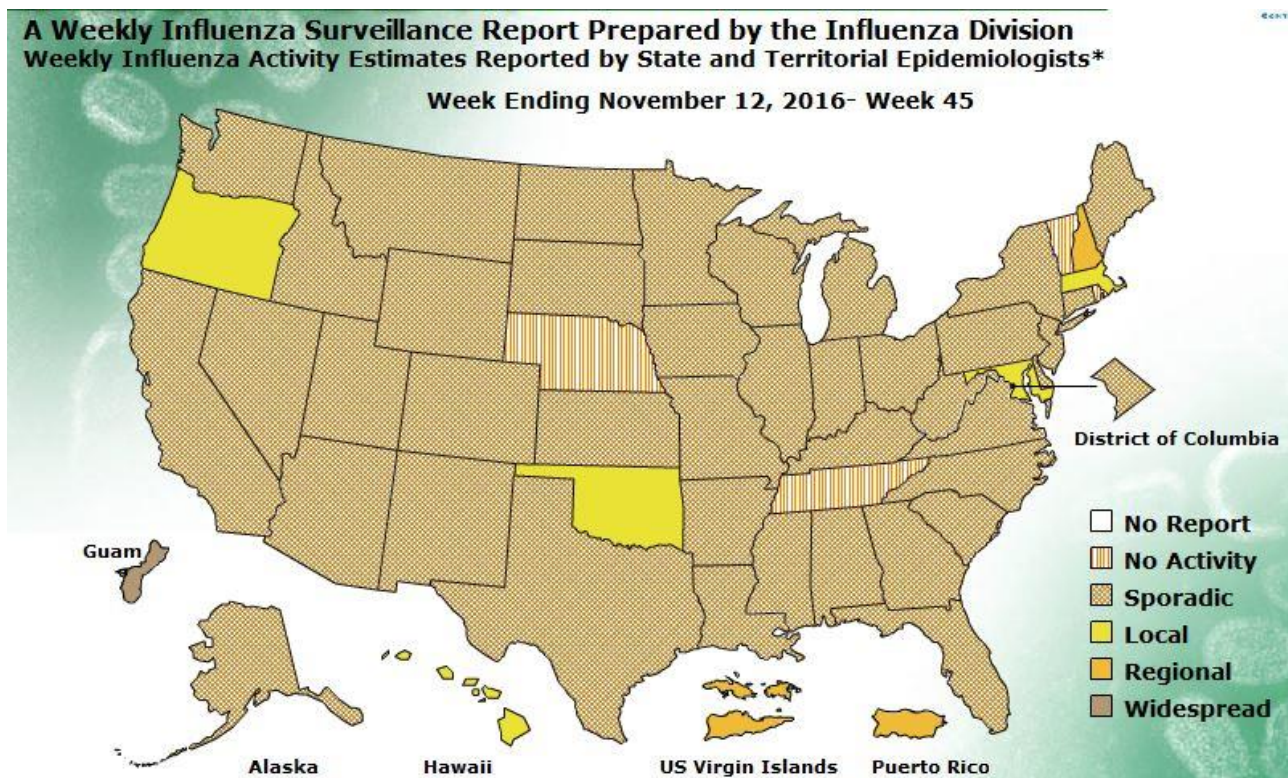 A Weekly Influenza Surveillance Report Prepared by the Influenza Division
Weekly Influenza Activity Estimates Reported by State and Territorial Epidemiologists*
Week Ending November 12, 2016- Week 45
District of Columbia
No Report
No Activity
Sporadic
Local
Regional
Widespread
Guam
Alaska
Hawaii
US Virgin Islands
Puerto Rico